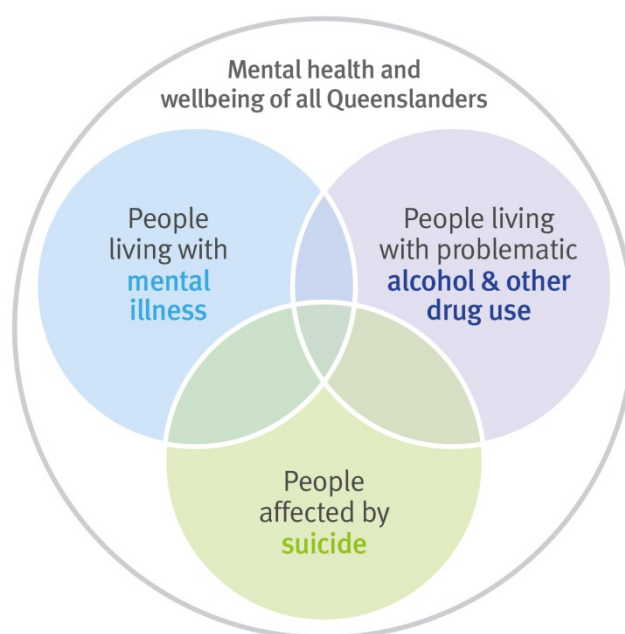 Mental health and
wellbeing of all Queenslanders
People
living with
mental
illness
People living
with problematic
alcohol & other
drug use
People
affected by
suicide